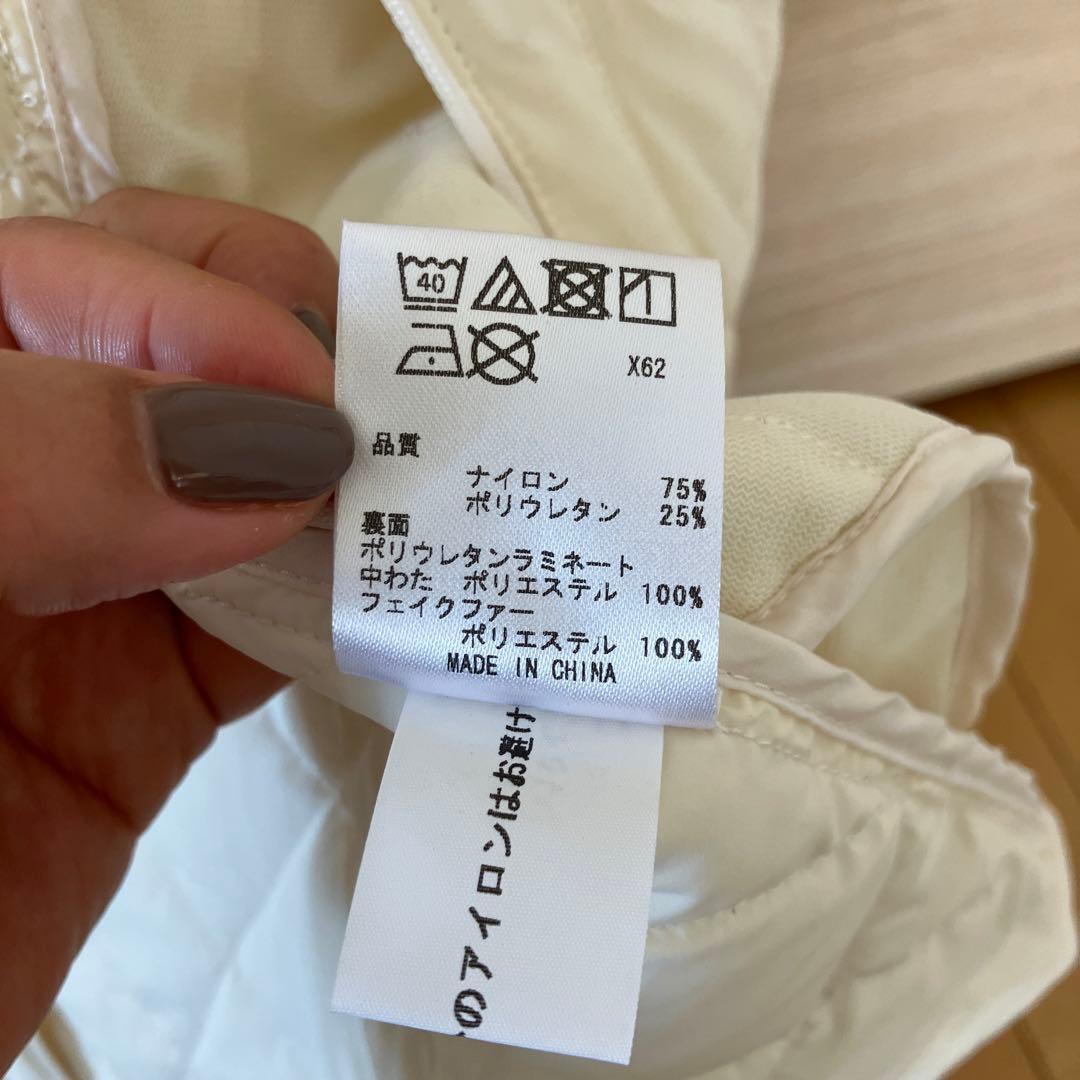 40
X62
品質
ナイロン 75%
ポリウレタン 25%
裏面
ポリウレタンラミネート
中わた ポリエステル 100%
フェイクファー
ポリエステル 100%
MADE IN CHINA
のアイロンはお避け